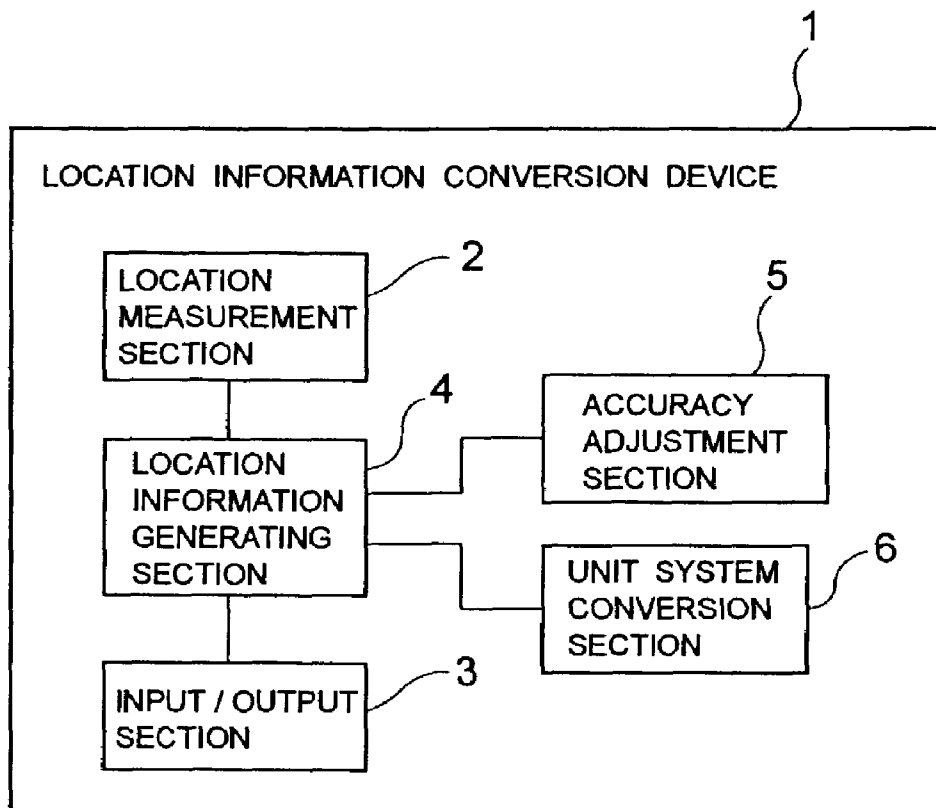 1
LOCATION INFORMATION CONVERSION DEVICE
2
LOCATION
MEASUREMENT
SECTION
5
ACCURACY
ADJUSTMENT
SECTION
4
LOCATION
INFORMATION
GENERATING
SECTION
6
UNIT SYSTEM
CONVERSION
SECTION
3
INPUT / OUTPUT
SECTION